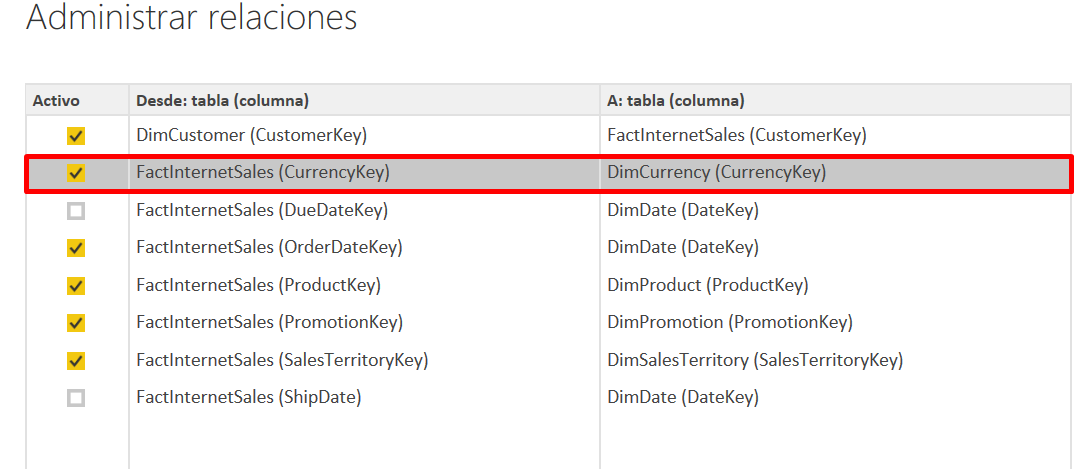 Administrar relaciones
Activo Desde: tabla (columna) A: tabla (columna)
DimCustomer (CustomerKey) FactInternetSales (CustomerKey)
FactInternetSales (CurrencyKey) DimCurrency (CurrencyKey)
FactInternetSales (DueDateKey) DimDate (DateKey)
FactInternetSales (OrderDateKey) DimDate (DateKey)
FactInternetSales (ProductKey) DimProduct (ProductKey)
FactInternetSales (PromotionKey) DimPromotion (PromotionKey)
FactInternetSales (SalesTerritoryKey) DimSalesTerritory (SalesTerritoryKey)
FactInternetSales (ShipDate) DimDate (DateKey)